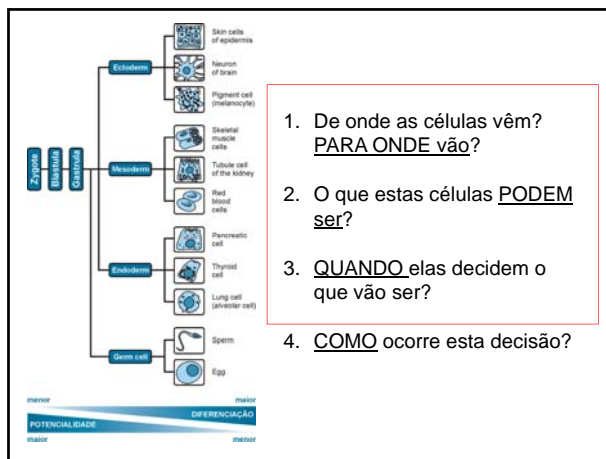 Zygote
Blastula
Gastrula
Ectoderm
Skin cells
of epidermis
Neuron
of brain
Pigment cell
(melanocyte)
Mesoderm
Skeletal
muscle
cells
Tubule cell
of the kidney
Red
blood
cells
Endoderm
Pancreatic
cell
Thyroid
cell
Lung cell
(alveolar cell)
Germ cell
Sperm
Egg
menor
maior
DIFERENCIAÇÃO
POTENCIALIDADE
maior
menor
1. De onde as células vêm?
PARA ONDE vão?
2. O que estas células PODEM
ser?
3. QUANDO elas decidem o
que vão ser?
4. COMO ocorre esta decisão?